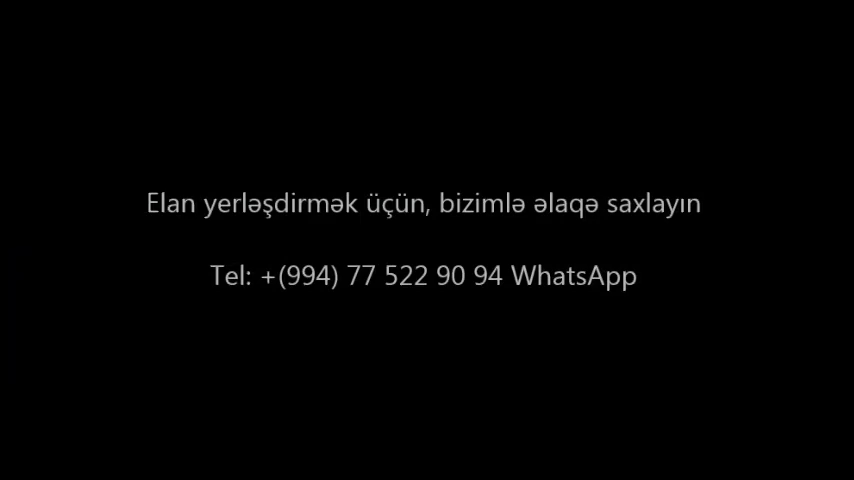 Elan yerləşdirmək üçün, bizimlə əlaqə saxlayın
Tel: +(994) 77 522 90 94 WhatsApp